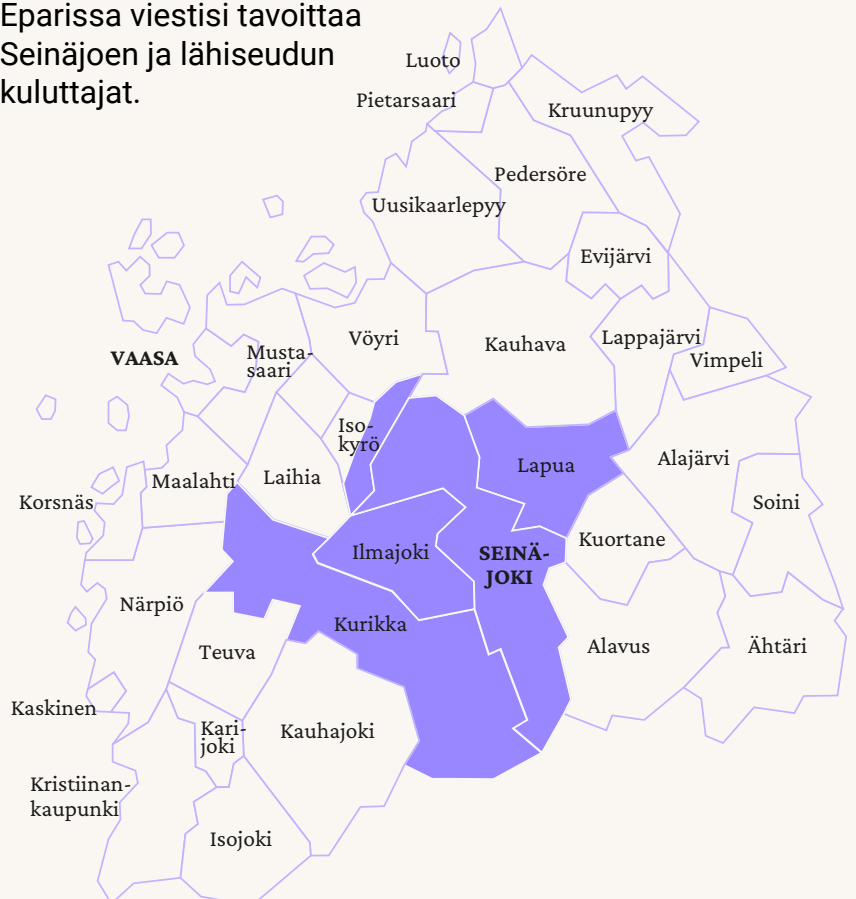 Eparissa viestisi tavoittaa
Seinäjoen ja lähiseudun
kuluttajat.
Luoto
Pietarsaari
Kruunupyy
Pedersöre
Uusikaarlepyy
Evijärvi
Vöyri
Kauhava
Lappajärvi
Vimpeli
VAASA
Musta-
saari
Iso-
kyrö
Lapua
Alajärvi
Maalahti
Laihia
Korsnäs
Soini
Kuortane
Ilmajoki
SEINÄ-
JOKI
Närpiö
Kurikka
Teuva
Alavus
Ähtäri
Kaskinen
Kari-
joki
Kauhajoki
Kristiinan-
kaupunki
Isojoki